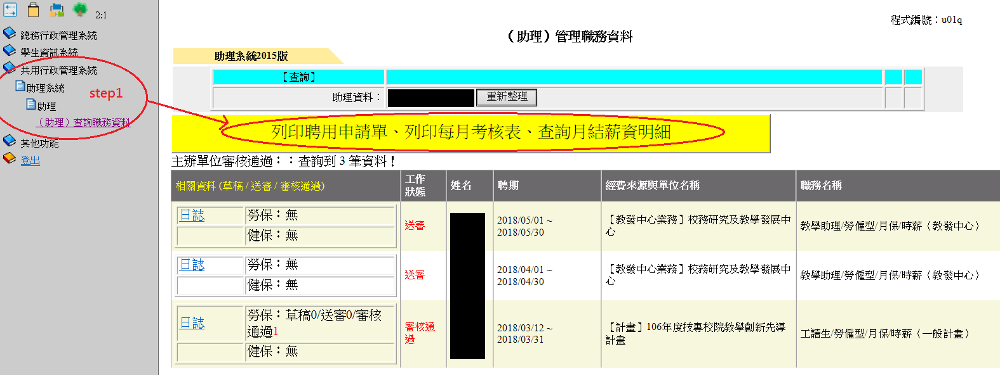 2:1
總務行政管理系統
學生資訊系統
共用行政管理系統
助理系統
助理
（助理）查詢職務資料
其他功能
登出
step1
程式編號：u01q
（助理）管理職務資料
助理系統2015版
【查詢】
助理資料：
重新整理
列印聘用申請單、列印每月考核表、查詢月結薪資明細
主辦單位審核通過：：查詢到 3 筆資料！
相關資料 (草稿 / 送審 / 審核通過)
工作
狀態
姓名
聘期
經費來源與單位名稱
職務名稱
日誌
勞保：無
健保：無
送審
2018/05/01 ~
2018/05/30
【教發中心業務】校務研究及教學發展中
心
教學助理/勞僱型/月保/時薪（教發中心）
日誌
勞保：無
健保：無
送審
2018/04/01 ~
2018/04/30
【教發中心業務】校務研究及教學發展中
心
教學助理/勞僱型/月保/時薪（教發中心）
日誌
勞保：草稿0/送審0/審核
通過1
健保：無
審核通
過
2018/03/12 ~
2018/03/31
【計畫】106年度技專校院教學創新先導
計畫
工讀生/勞僱型/月保/時薪（一般計畫）